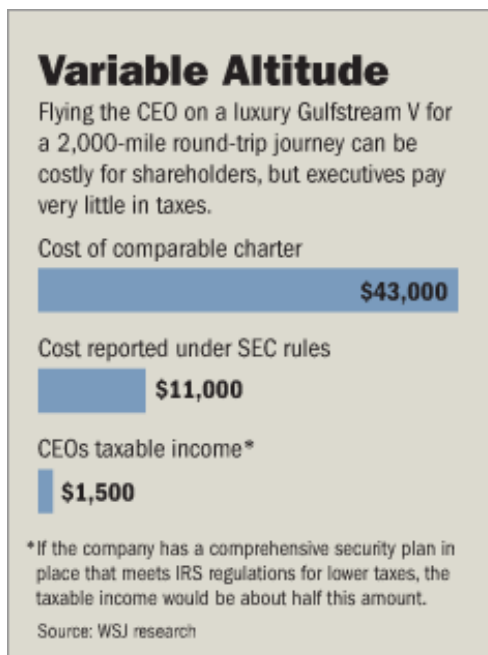 Variable Altitude
Flying the CEO on a luxury Gulfstream V for
a 2,000-mile round-trip journey can be
costly for shareholders, but executives pay
very little in taxes.
Cost of comparable charter
$43,000
Cost reported under SEC rules
$11,000
CEOs taxable income*
$1,500
*If the company has a comprehensive security plan in
place that meets IRS regulations for lower taxes, the
taxable income would be about half this amount.
Source: WSJ research